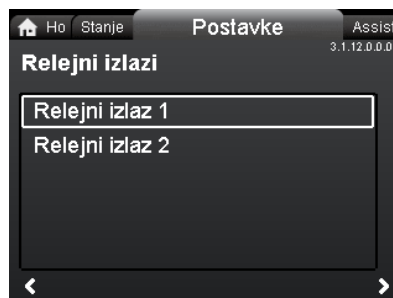 Ho Stanje Postavke Assis
3.1.12.0.0.0
Relejni izlazi
Relejni izlaz 1
Relejni izlaz 2